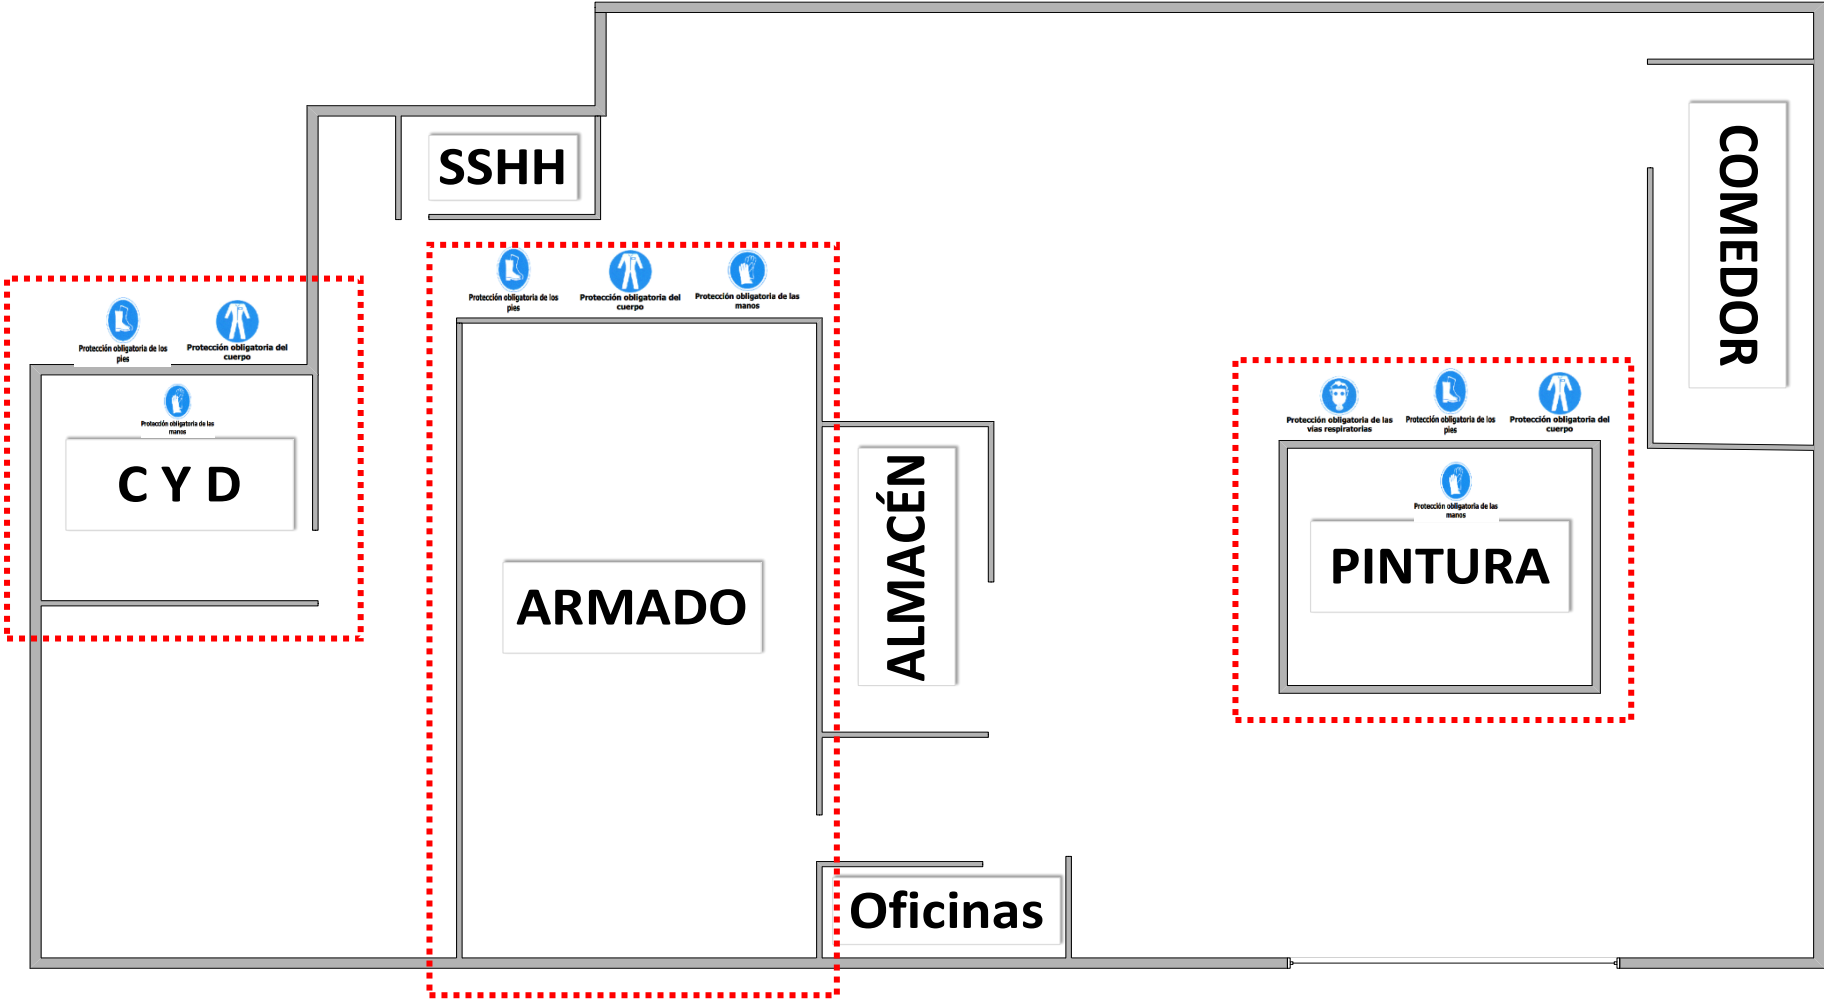 SSHH
COMEDOR
Protección obligatoria de los
pies
Protección obligatoria del
cuerpo
Protección obligatoria de las
manos
Protección obligatoria de los
pies
Protección obligatoria del
cuerpo
Protección obligatoria de las
manos
C Y D
ARMADO
ALMACÉN
Protección obligatoria de las
vías respiratorias
Protección obligatoria de los
pies
Protección obligatoria del
cuerpo
Protección obligatoria de las
manos
PINTURA
Oficinas